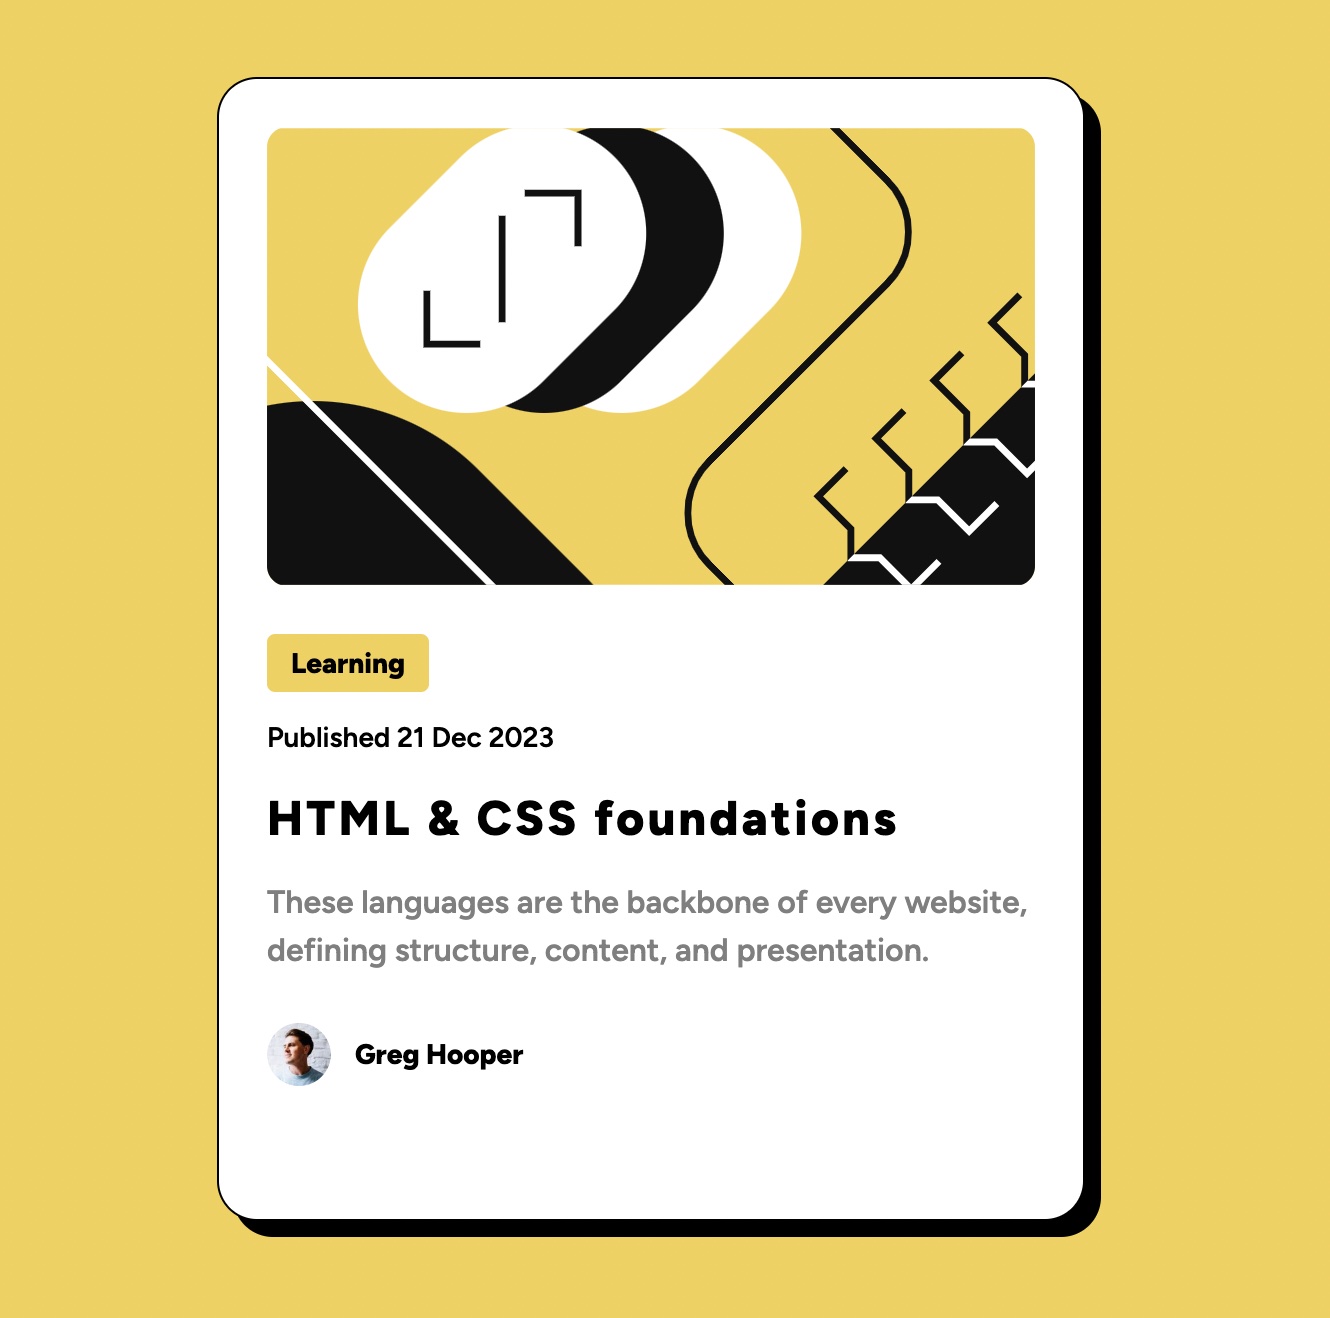 Learning
Published 21 Dec 2023
HTML & CSS foundations
These languages are the backbone of every website,
defining structure, content, and presentation.
Greg Hooper